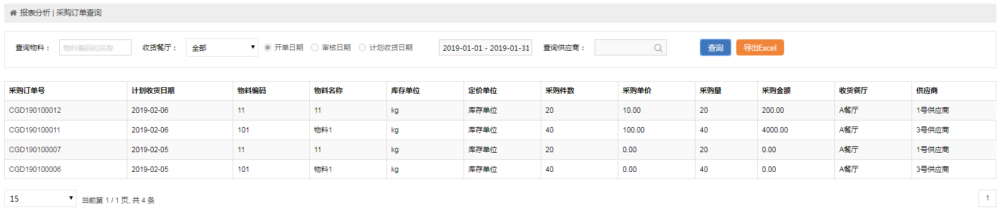 报表分析 | 采购订单查询
查询物料： 物料编码和名称 收货餐厅： 全部 开单日期 审核日期 计划收货日期 2019-01-01 - 2019-01-31 查询供应商： 查询 导出Excel
采购订单号 计划收货日期 物料编码 物料名称 库存单位 定价单位 采购件数 采购单价 采购量 采购金额 收货餐厅 供应商
CGD190100012 2019-02-06 11 11 kg 库存单位 20 10.00 20 200.00 A餐厅 1号供应商
CGD190100011 2019-02-06 101 物料1 kg 库存单位 40 100.00 40 4000.00 A餐厅 3号供应商
CGD190100007 2019-02-05 11 11 kg 库存单位 20 0.00 20 0.00 A餐厅 1号供应商
CGD190100006 2019-02-05 101 物料1 kg 库存单位 40 0.00 40 0.00 A餐厅 3号供应商
15 当前第 1 / 1 页, 共 4 条 1